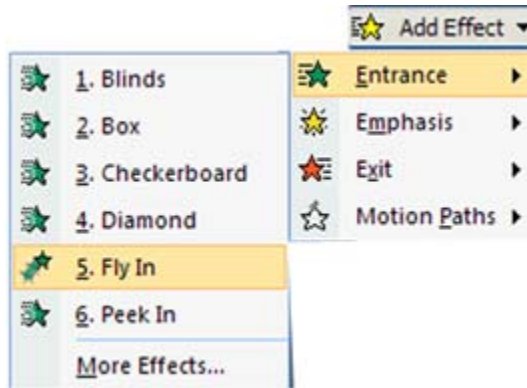 Add Effect
Entrance
Emphasis
Exit
Motion Paths
1. Blinds
2. Box
3. Checkerboard
4. Diamond
5. Fly In
6. Peek In
More Effects...